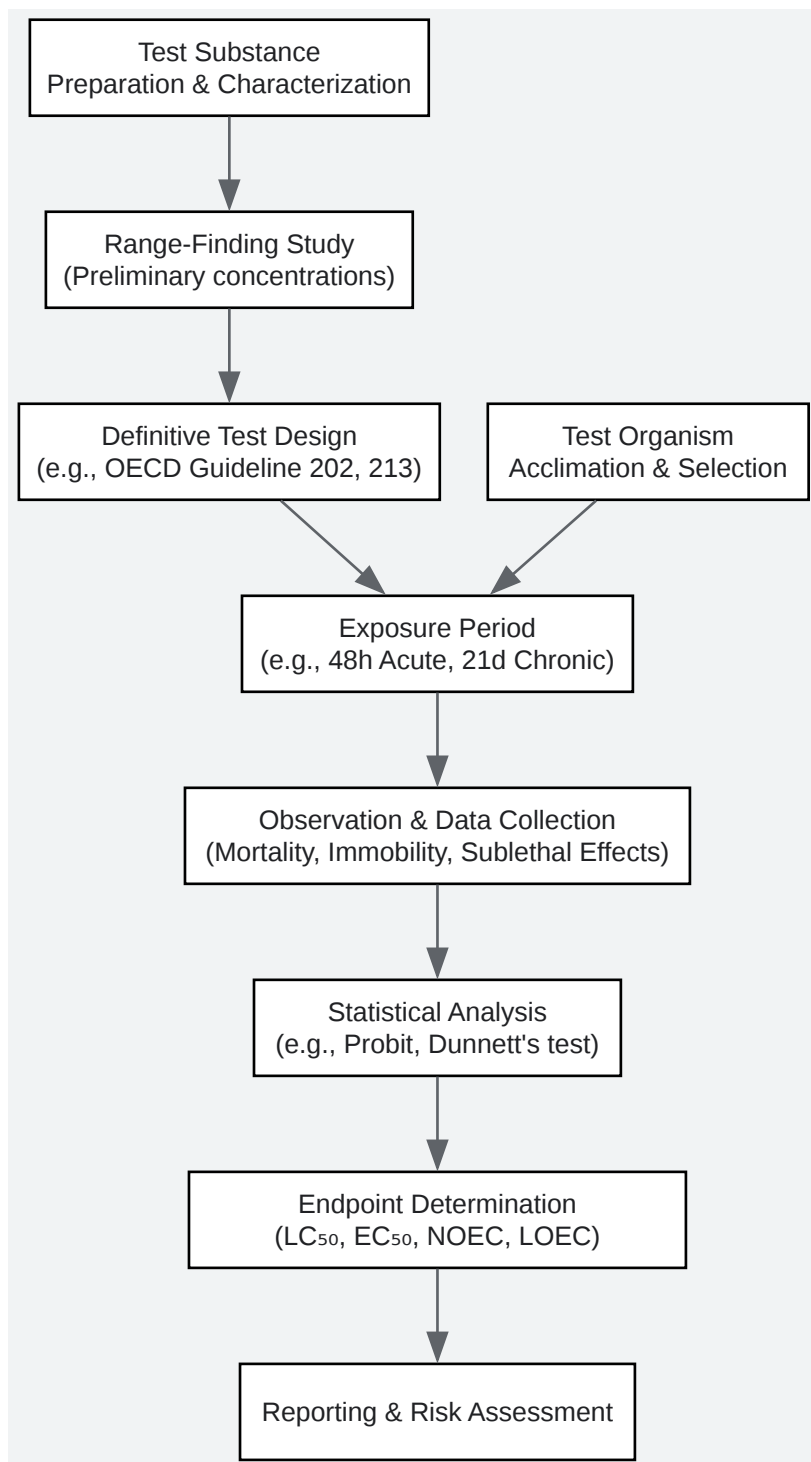 Test Substance
Preparation & Characterization
Range-Finding Study
(Preliminary concentrations)
Definitive Test Design
(e.g., OECD Guideline 202, 213)
Test Organism
Acclimation & Selection
Exposure Period
(e.g., 48h Acute, 21d Chronic)
Observation & Data Collection
(Mortality, Immobility, Sublethal Effects)
Statistical Analysis
(e.g., Probit, Dunnett's test)
Endpoint Determination
(LC₅₀, EC₅₀, NOEC, LOEC)
Reporting & Risk Assessment